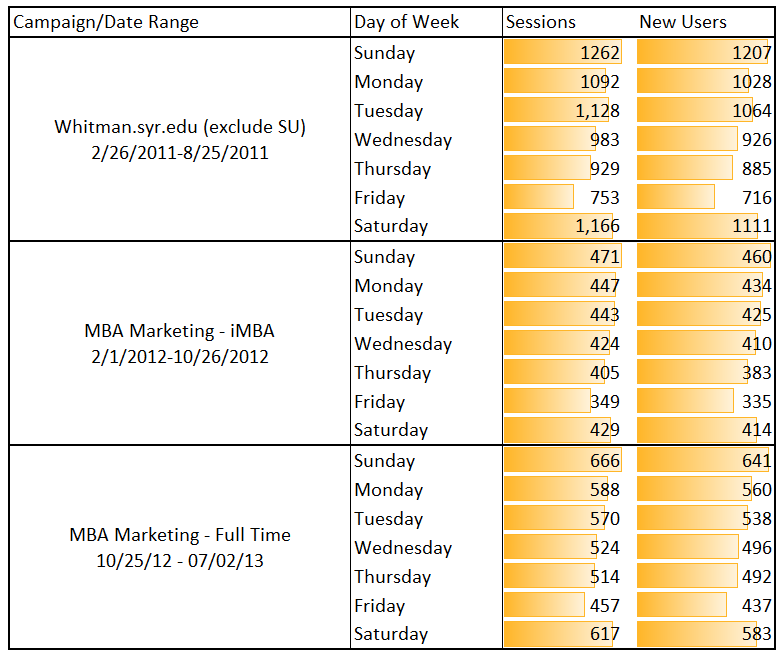 Campaign/Date Range Day of Week Sessions New Users
Whitman.syr.edu (exclude SU)
2/26/2011-8/25/2011
Sunday 1262 1207
Monday 1092 1028
Tuesday 1,128 1064
Wednesday 983 926
Thursday 929 885
Friday 753 716
Saturday 1,166 1111
MBA Marketing - iMBA
2/1/2012-10/26/2012
Sunday 471 460
Monday 447 434
Tuesday 443 425
Wednesday 424 410
Thursday 405 383
Friday 349 335
Saturday 429 414
MBA Marketing - Full Time
10/25/12 - 07/02/13
Sunday 666 641
Monday 588 560
Tuesday 570 538
Wednesday 524 496
Thursday 514 492
Friday 457 437
Saturday 617 583